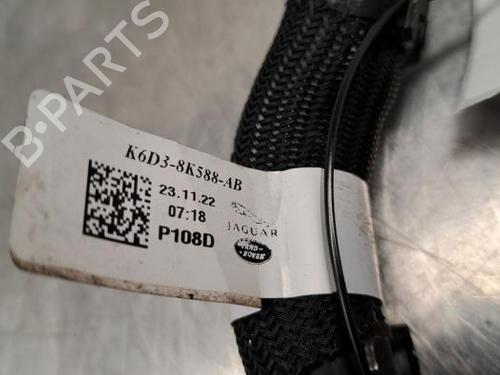 B·PARTS
K6D3-8K588-AB
23.11.22
07:18
P108D
JAGUAR
LAND-
ROVER